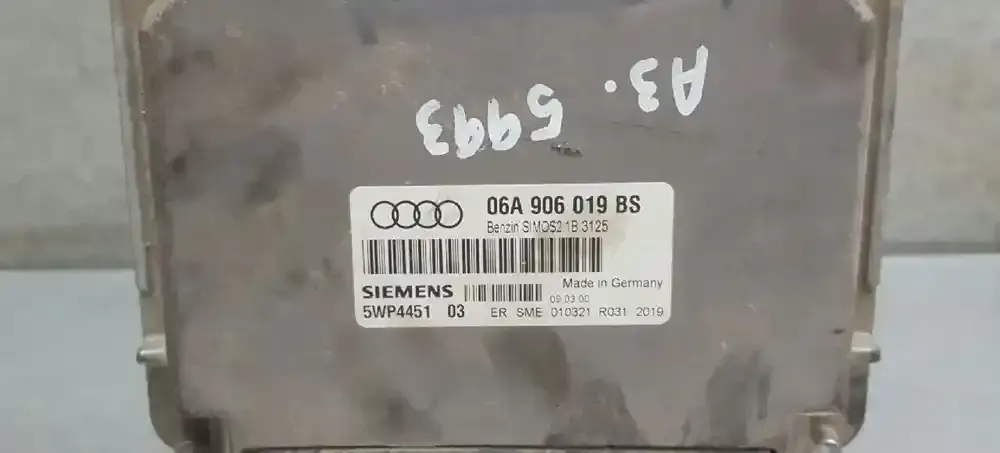 A3. 5993
06A 906 019 BS
Benzin SIMOS2.1B 3125
Made in Germany
SIEMENS
09.03.00
5WP4451 03 ER SME 010321 R031 2019